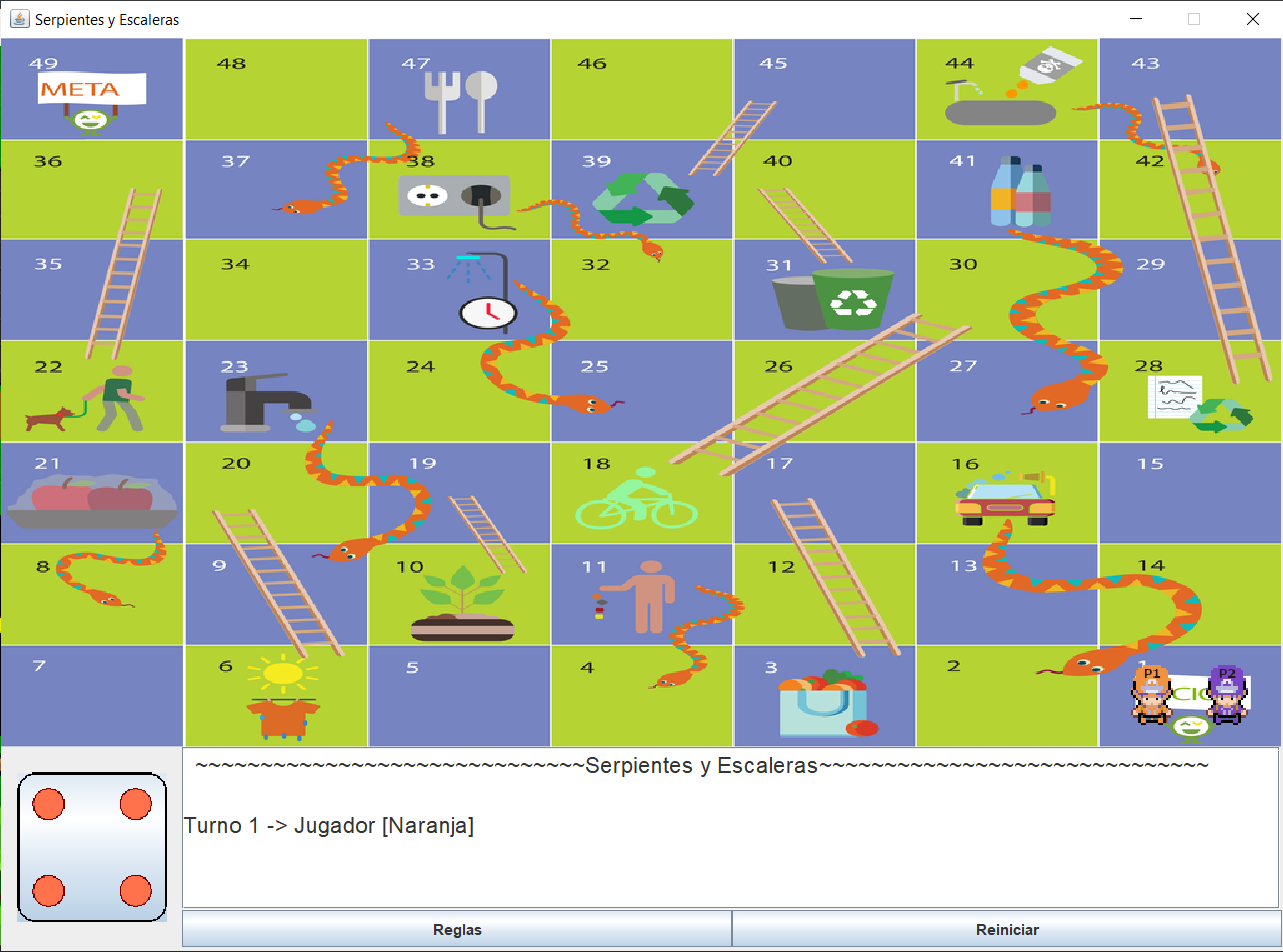 Serpientes y Escaleras
49 48 47 46 45 44 43
META
36 37 38 39 40 41 42
35 34 33 32 31 30 29
22 23 24 25 26 27 28
21 20 19 18 17 16 15
8 9 10 11 12 13 14
7 6 5 4 3 2 1
P1 P2
~~~~~~~~~~~~~~~~~~~~~~~~~~~~~~Serpientes y Escaleras~~~~~~~~~~~~~~~~~~~~~~~~~~~~~~
Turno 1 -> Jugador [Naranja]
Reglas Reiniciar